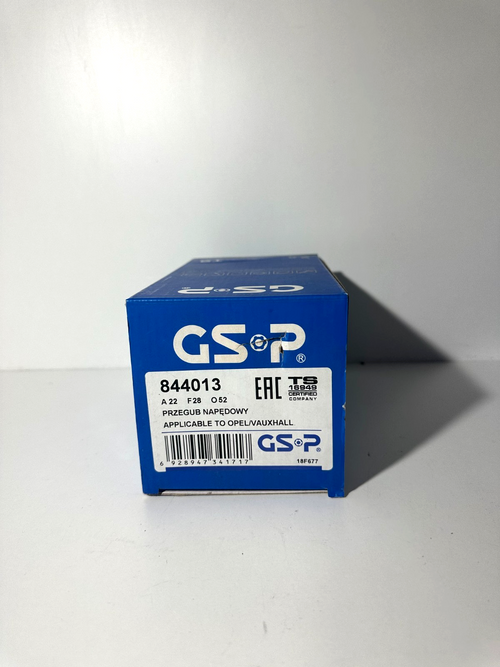 GSP
GSP®
844013
A 22 F 28 O 52
PRZEGUB NAPĘDOWY
APPLICABLE TO OPEL/VAUXHALL
EAC
TS
16949
CERTIFIED
COMPANY
6 928947 341717
GSP®
18F677